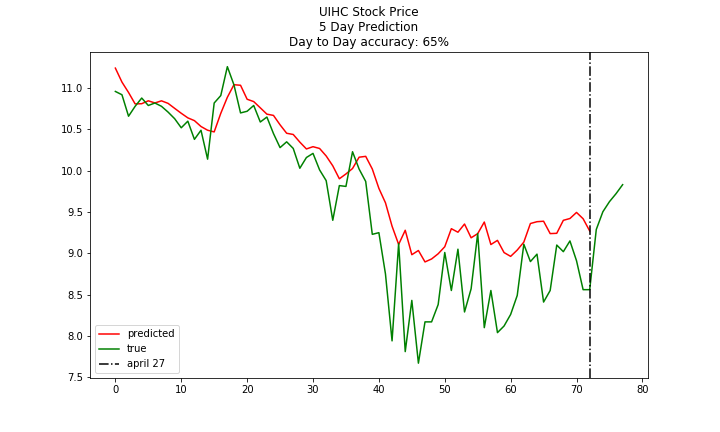 UIHC Stock Price
5 Day Prediction
Day to Day accuracy: 65%
11.0
10.5
10.0
9.5
9.0
8.5
8.0
7.5
predicted
true
april 27
0 10 20 30 40 50 60 70 80